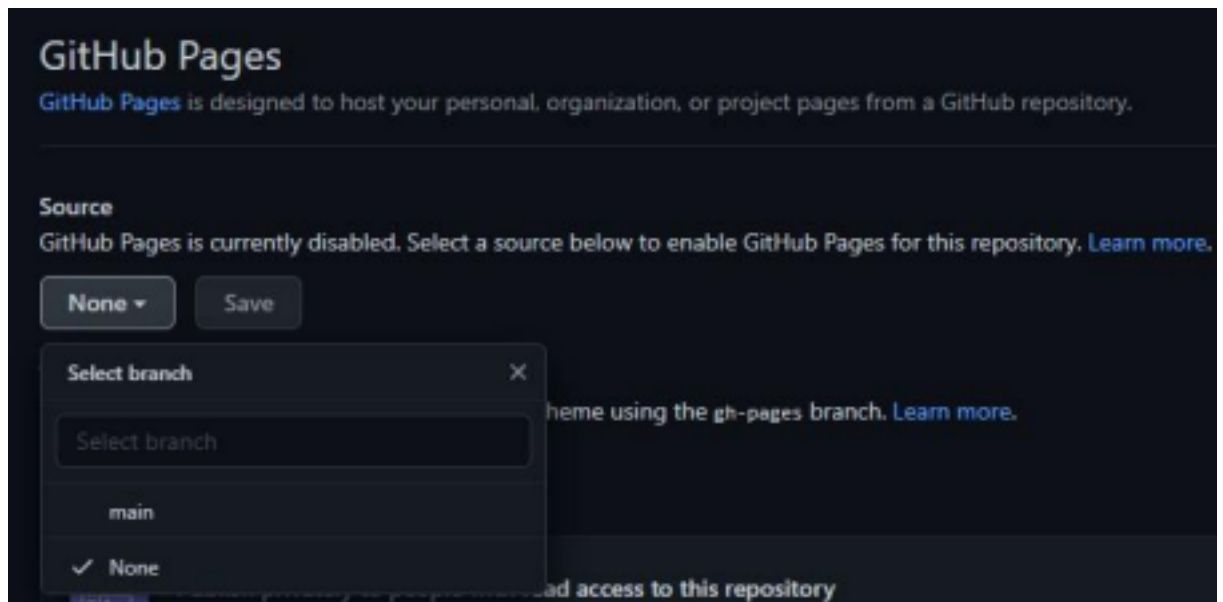 GitHub Pages
GitHub Pages is designed to host your personal, organization, or project pages from a GitHub repository.
Source
GitHub Pages is currently disabled. Select a source below to enable GitHub Pages for this repository. Learn more.
None Save
Select branch
heme using the gh-pages branch. Learn more.
Select branch
main
None
ad access to this repository